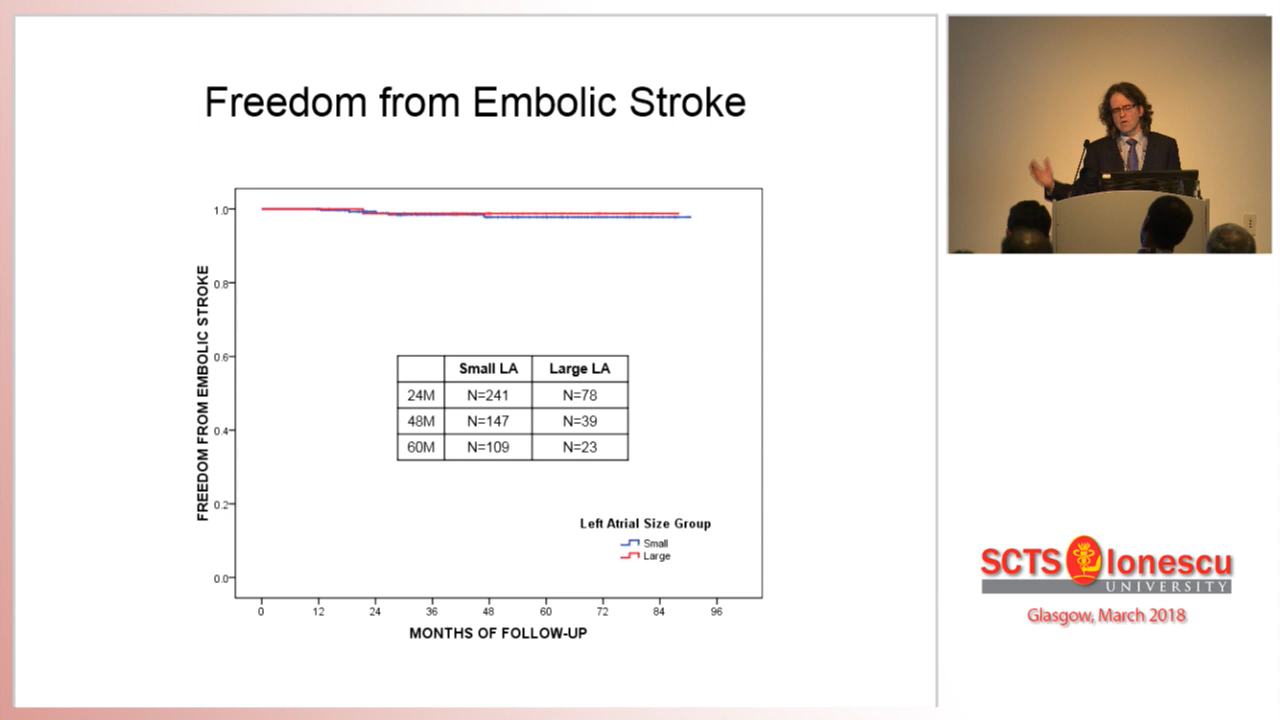 Freedom from Embolic Stroke
FREEDOM FROM EMBOLIC STROKE
1.0
0.8
0.6
0.4
0.2
0.0
Small LA Large LA
24M N=241 N=78
48M N=147 N=39
60M N=109 N=23
Left Atrial Size Group
Small
Large
0 12 24 36 48 60 72 84 96
MONTHS OF FOLLOW-UP
SCTS Ionescu
UNIVERSITY
Glasgow, March 2018